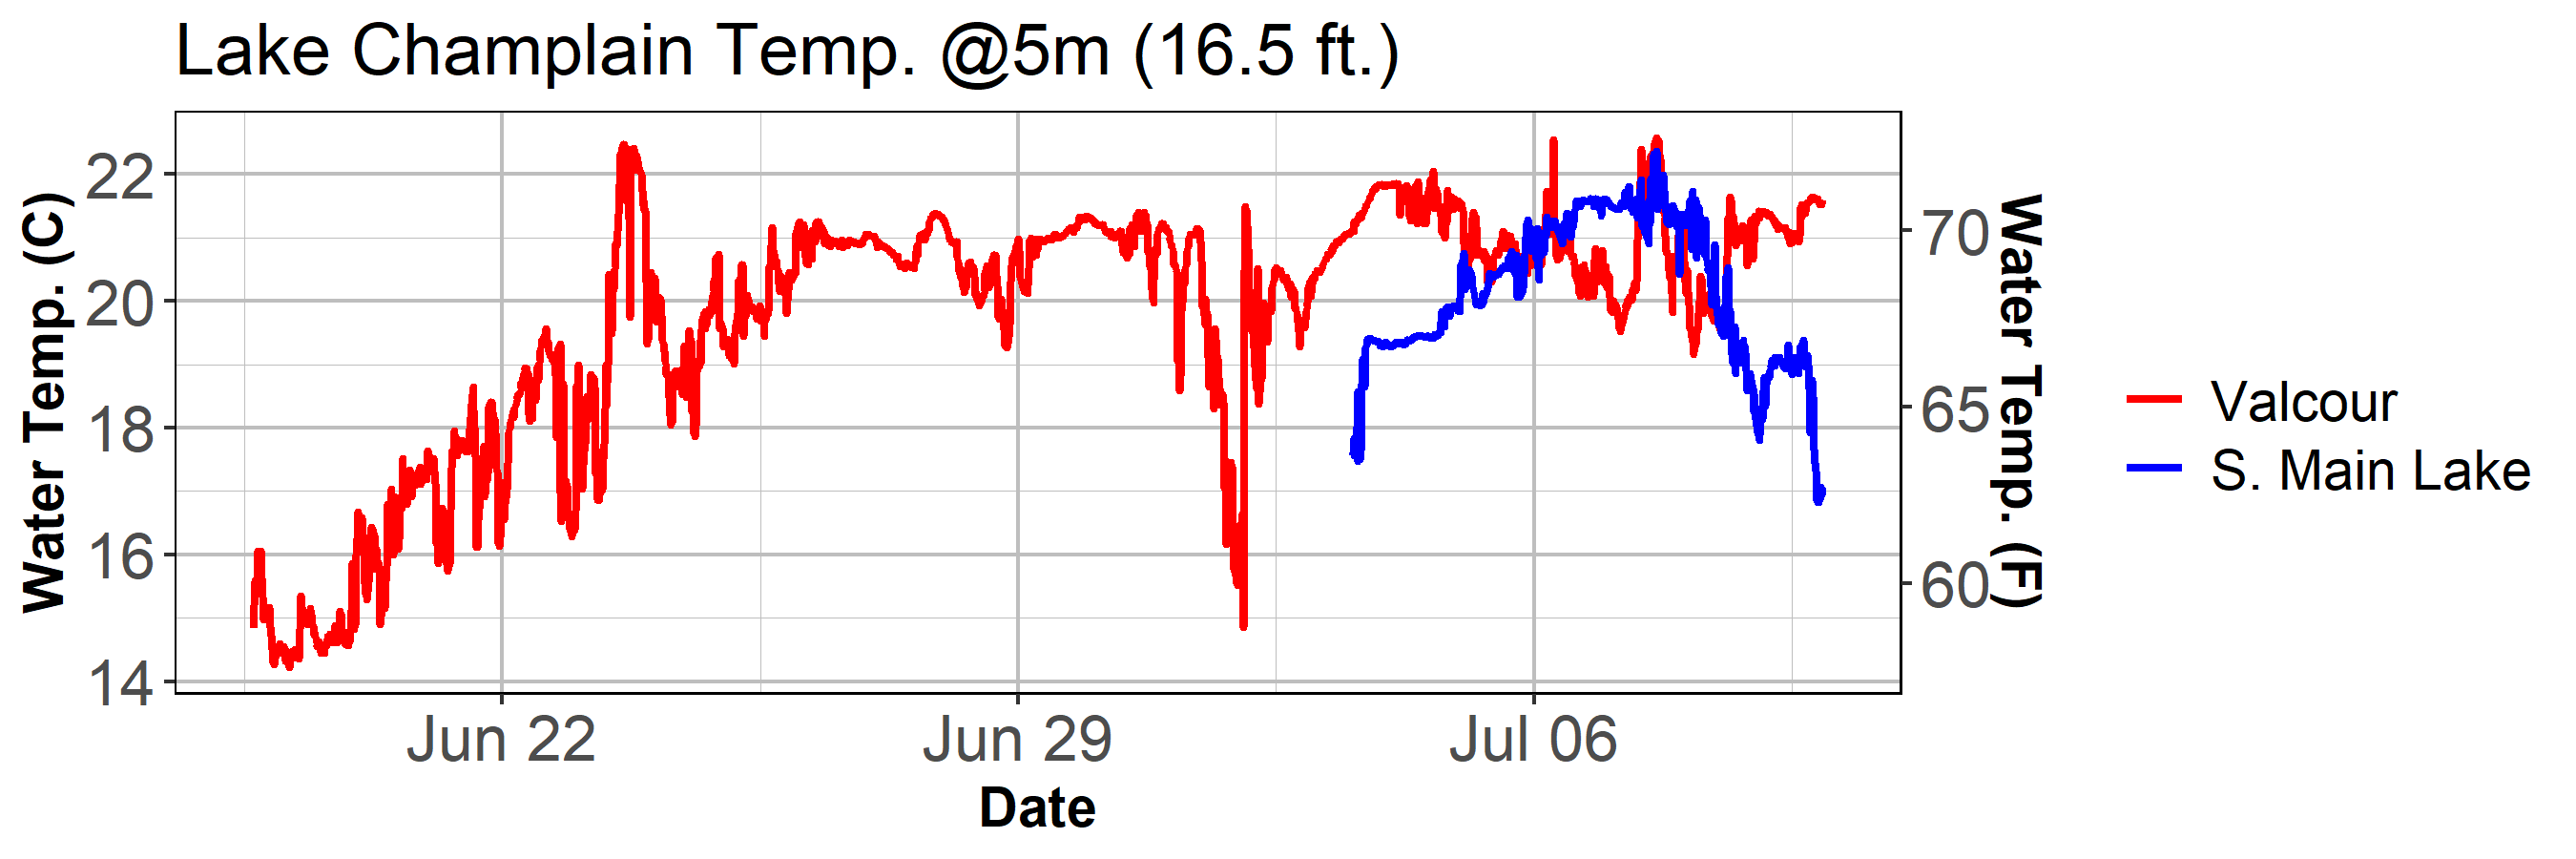 Lake Champlain Temp. @5m (16.5 ft.)
Water Temp. (C)
22
20
18
16
14
70
65
60
Water Temp. (F)
Jun 22
Jun 29
Jul 06
Date
Valcour
S. Main Lake